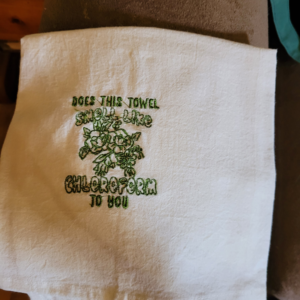 DOES THIS TOWEL
SMELL LIKE
CHLOROFORM
TO YOU